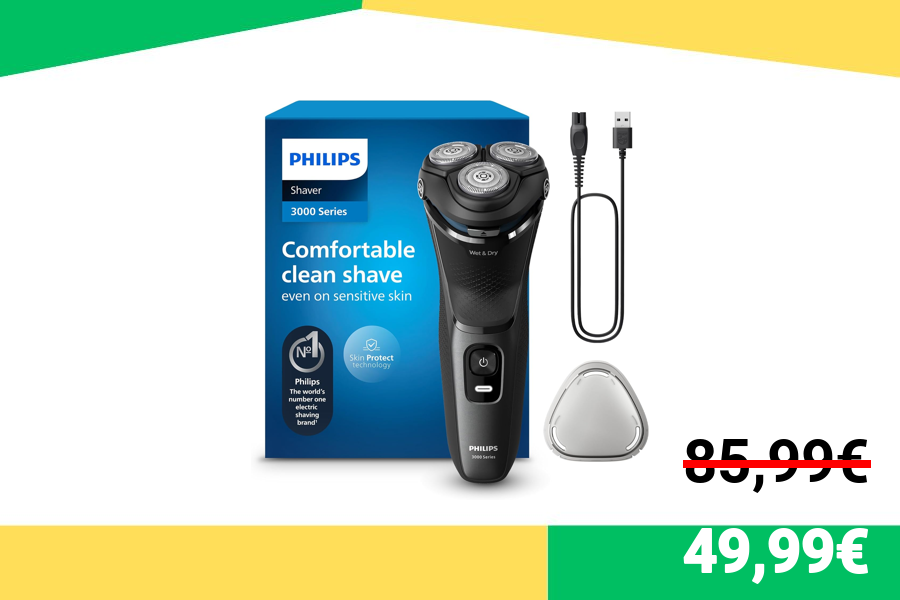 PHILIPS
Shaver
3000 Series
Comfortable
clean shave
even on sensitive skin
Nº1
Philips
The world's
number one
electric
shaving
brand¹
Skin Protect
technology
Wet & Dry
PHILIPS
3000 Series
85,99€
49,99€